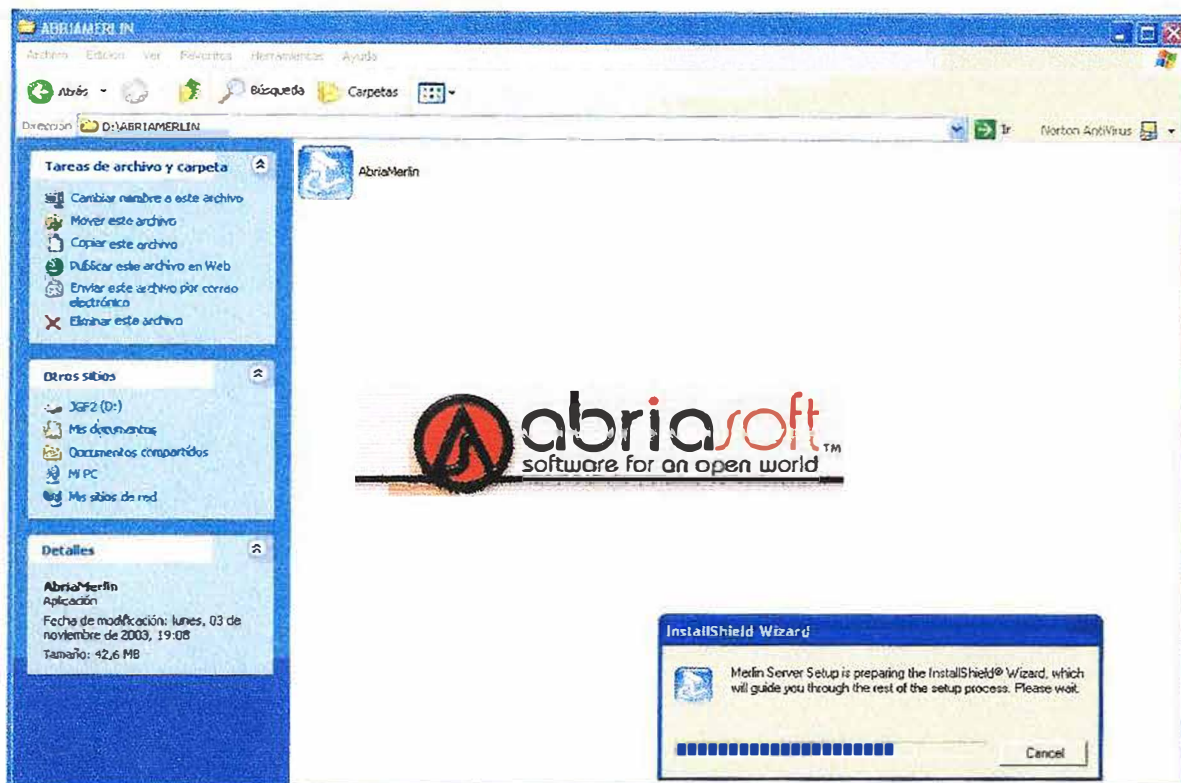 ABRIAMERLIN
Archivo Edición Ver Favoritos Herramientas Ayuda
Atrás Búsqueda Carpetas
Dirección D:\ABRIAMERLIN Ir Norton AntiVirus
Tareas de archivo y carpeta
Cambiar nombre a este archivo
Mover este archivo
Copiar este archivo
Publicar este archivo en Web
Enviar este archivo por correo
electrónico
Eliminar este archivo
Otros sitios
JGF2 (D:)
Mis documentos
Documentos compartidos
Mi PC
Mis sitios de red
Detalles
AbriaMerlin
Aplicación
Fecha de modificación: lunes, 03 de
noviembre de 2003, 19:08
Tamaño: 42,6 MB
AbriaMerlin
abriasoft™
software for an open world
InstallShield Wizard
Merlin Server Setup is preparing the InstallShield® Wizard, which
will guide you through the rest of the setup process. Please wait.
Cancel